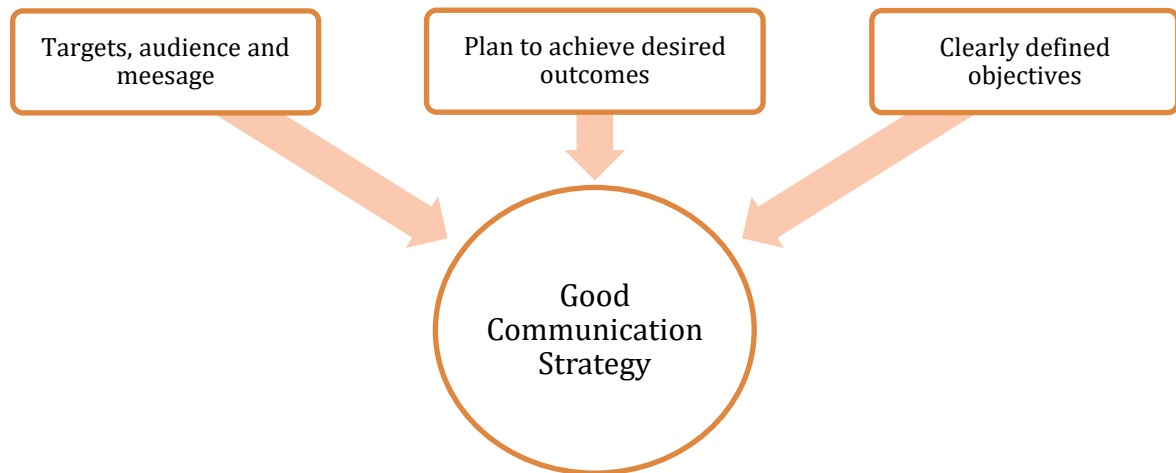 Targets, audience and
meesage
Plan to achieve desired
outcomes
Clearly defined
objectives
Good
Communication
Strategy